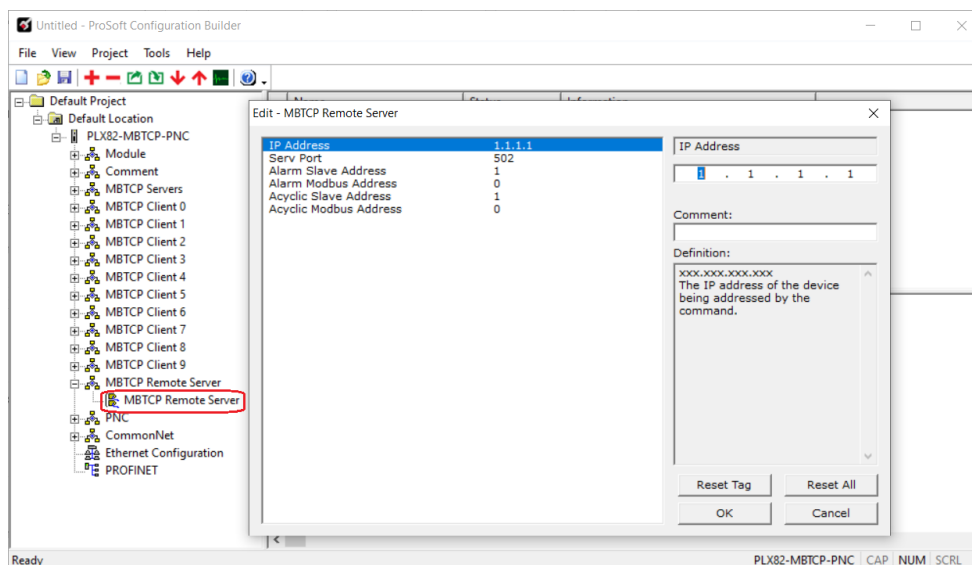 Untitled - ProSoft Configuration Builder
File View Project Tools Help
Default Project
Default Location
PLX82-MBTCP-PNC
Module
Comment
MBTCP Servers
MBTCP Client 0
MBTCP Client 1
MBTCP Client 2
MBTCP Client 3
MBTCP Client 4
MBTCP Client 5
MBTCP Client 6
MBTCP Client 7
MBTCP Client 8
MBTCP Client 9
MBTCP Remote Server
MBTCP Remote Server
PNC
CommonNet
Ethernet Configuration
PROFINET
Edit - MBTCP Remote Server
IP Address 1.1.1.1
Serv Port 502
Alarm Slave Address 1
Alarm Modbus Address 0
Acyclic Slave Address 1
Acyclic Modbus Address 0
IP Address
1 . 1 . 1 . 1
Comment:
Definition:
xxx.xxx.xxx.xxx
The IP address of the device
being addressed by the
command.
Reset Tag Reset All
OK Cancel
Ready PLX82-MBTCP-PNC CAP NUM SCRL